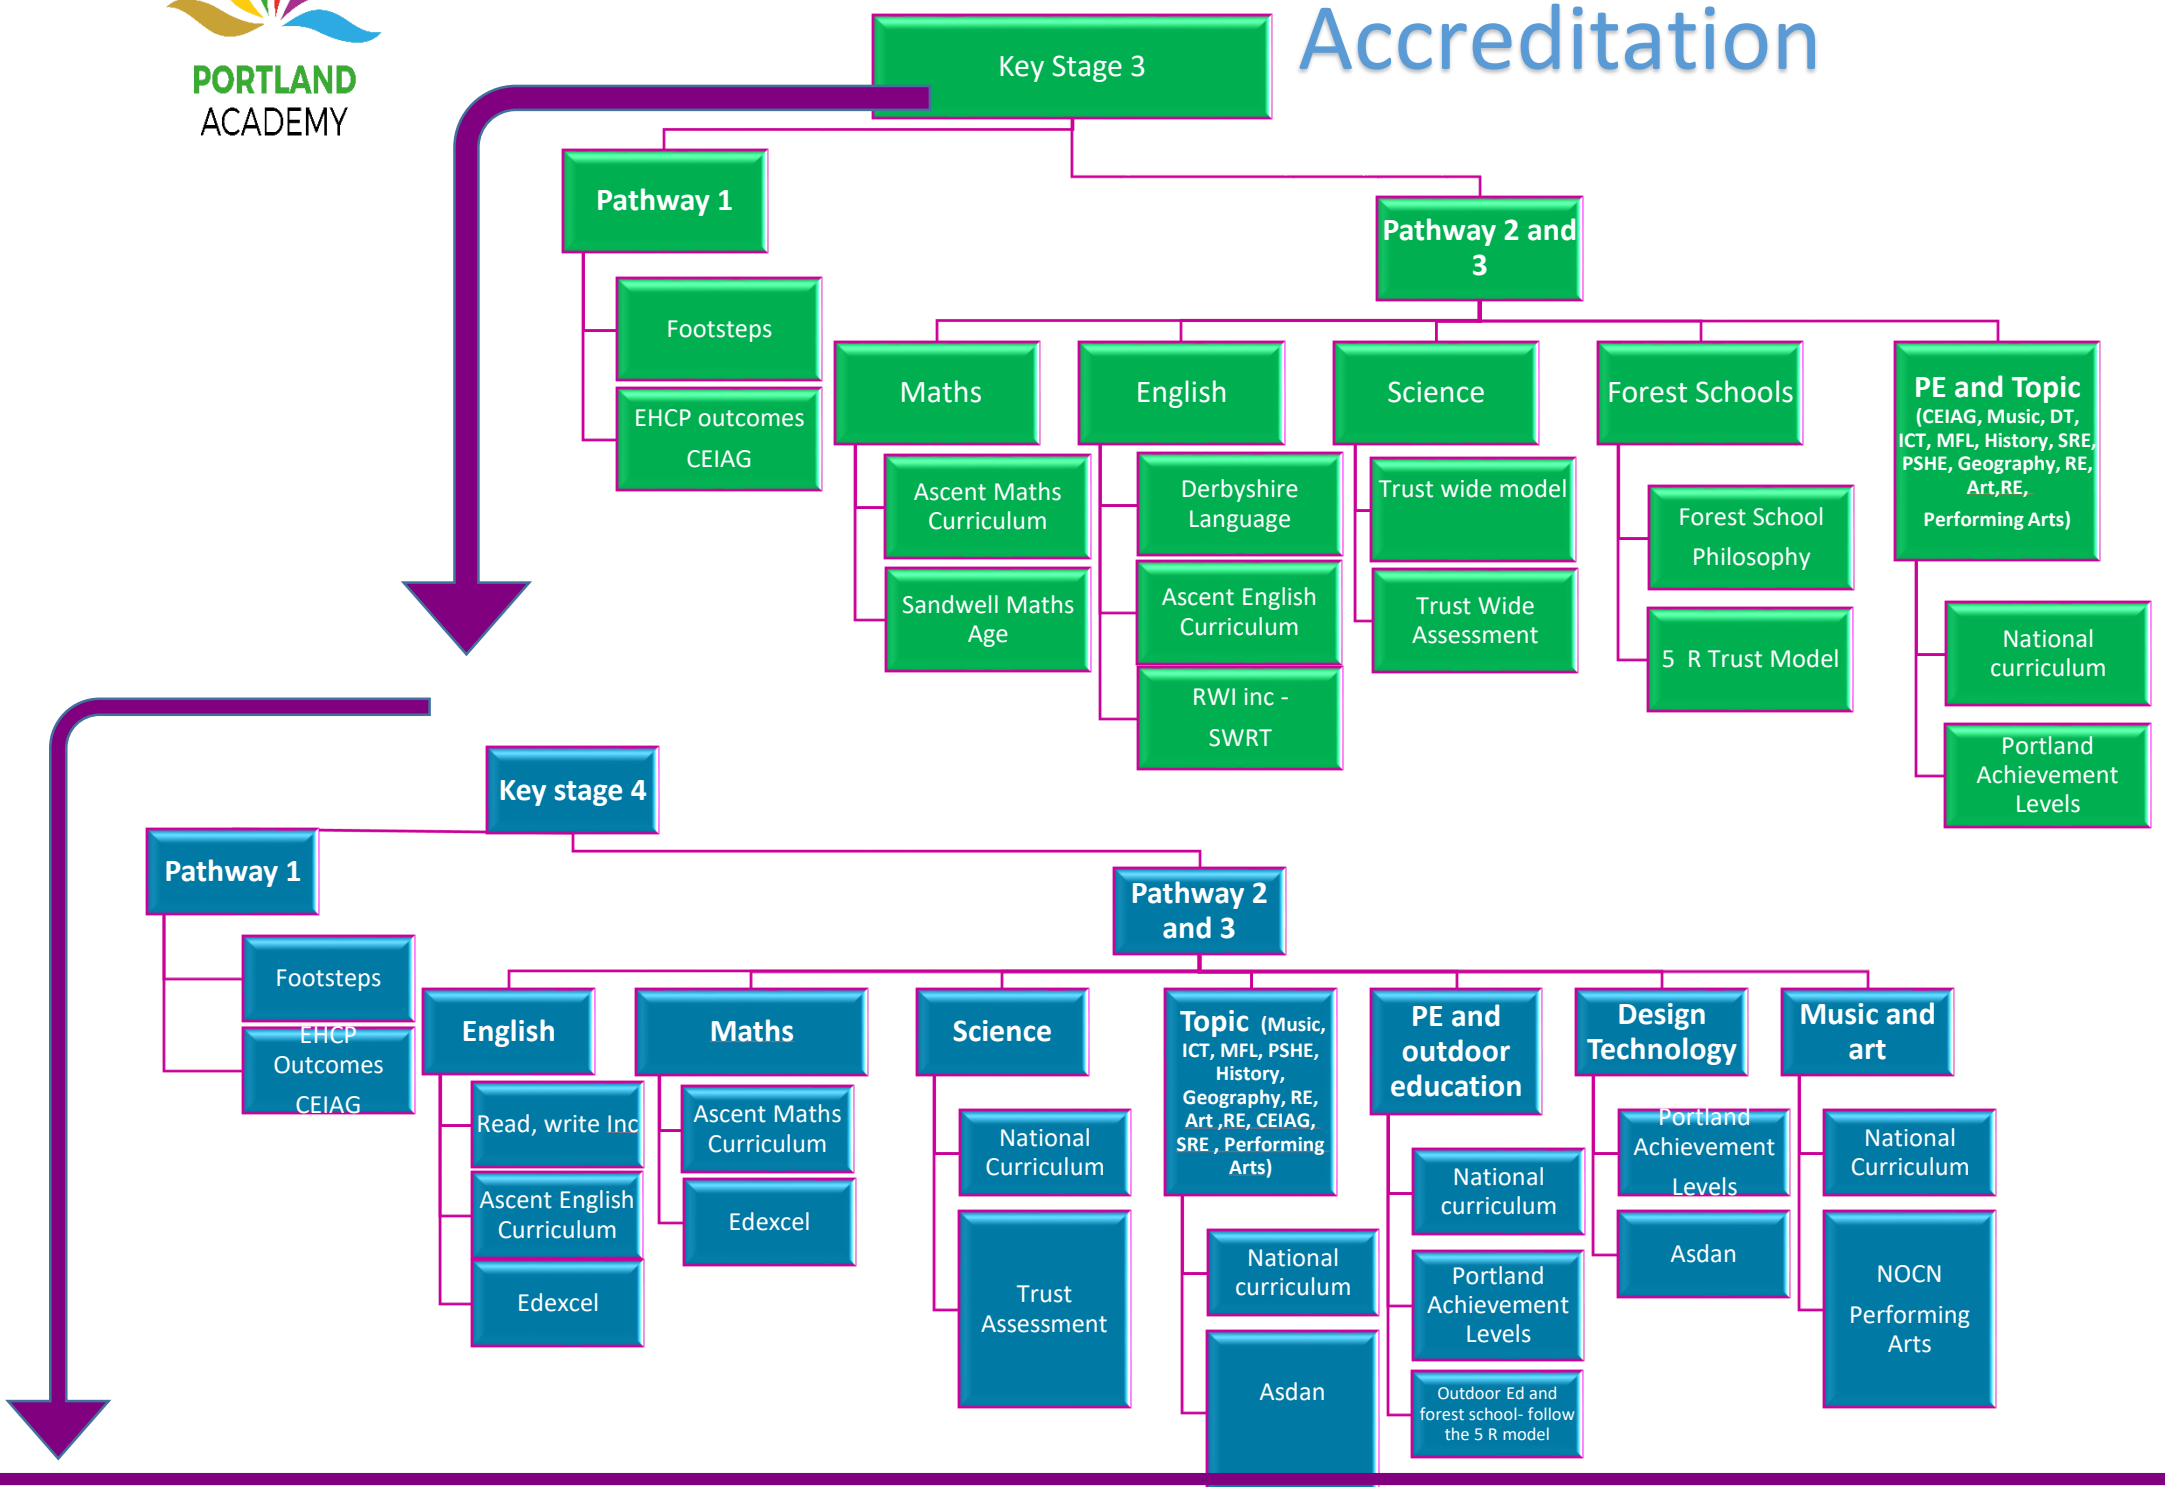 PORTLAND
ACADEMY
Accreditation
Key Stage 3
Pathway 1
Footsteps
EHCP outcomes
CEIAG
Pathway 2 and
3
Maths
Ascent Maths
Curriculum
Sandwell Maths
Age
English
Derbyshire
Language
Ascent English
Curriculum
RWI inc -
SWRT
Science
Trust wide model
Trust Wide
Assessment
Forest Schools
Forest School
Philosophy
5  R Trust Model
PE and Topic
(CEIAG, Music, DT,
ICT, MFL, History, SRE,
PSHE, Geography, RE,
Art,RE,
Performing Arts)
National
curriculum
Portland
Achievement
Levels
Key stage 4
Pathway 1
Footsteps
EHCP
Outcomes
CEIAG
Pathway 2
and 3
English
Read, write Inc
Ascent English
Curriculum
Edexcel
Maths
Ascent Maths
Curriculum
Edexcel
Science
National
Curriculum
Trust
Assessment
Topic (Music,
ICT, MFL, PSHE,
History,
Geography, RE,
Art ,RE, CEIAG,
SRE , Performing
Arts)
National
curriculum
Asdan
PE and
outdoor
education
National
curriculum
Portland
Achievement
Levels
Outdoor Ed and
forest school- follow
the 5 R model
Design
Technology
Portland
Achievement
Levels
Asdan
Music and
art
National
Curriculum
NOCN
Performing
Arts